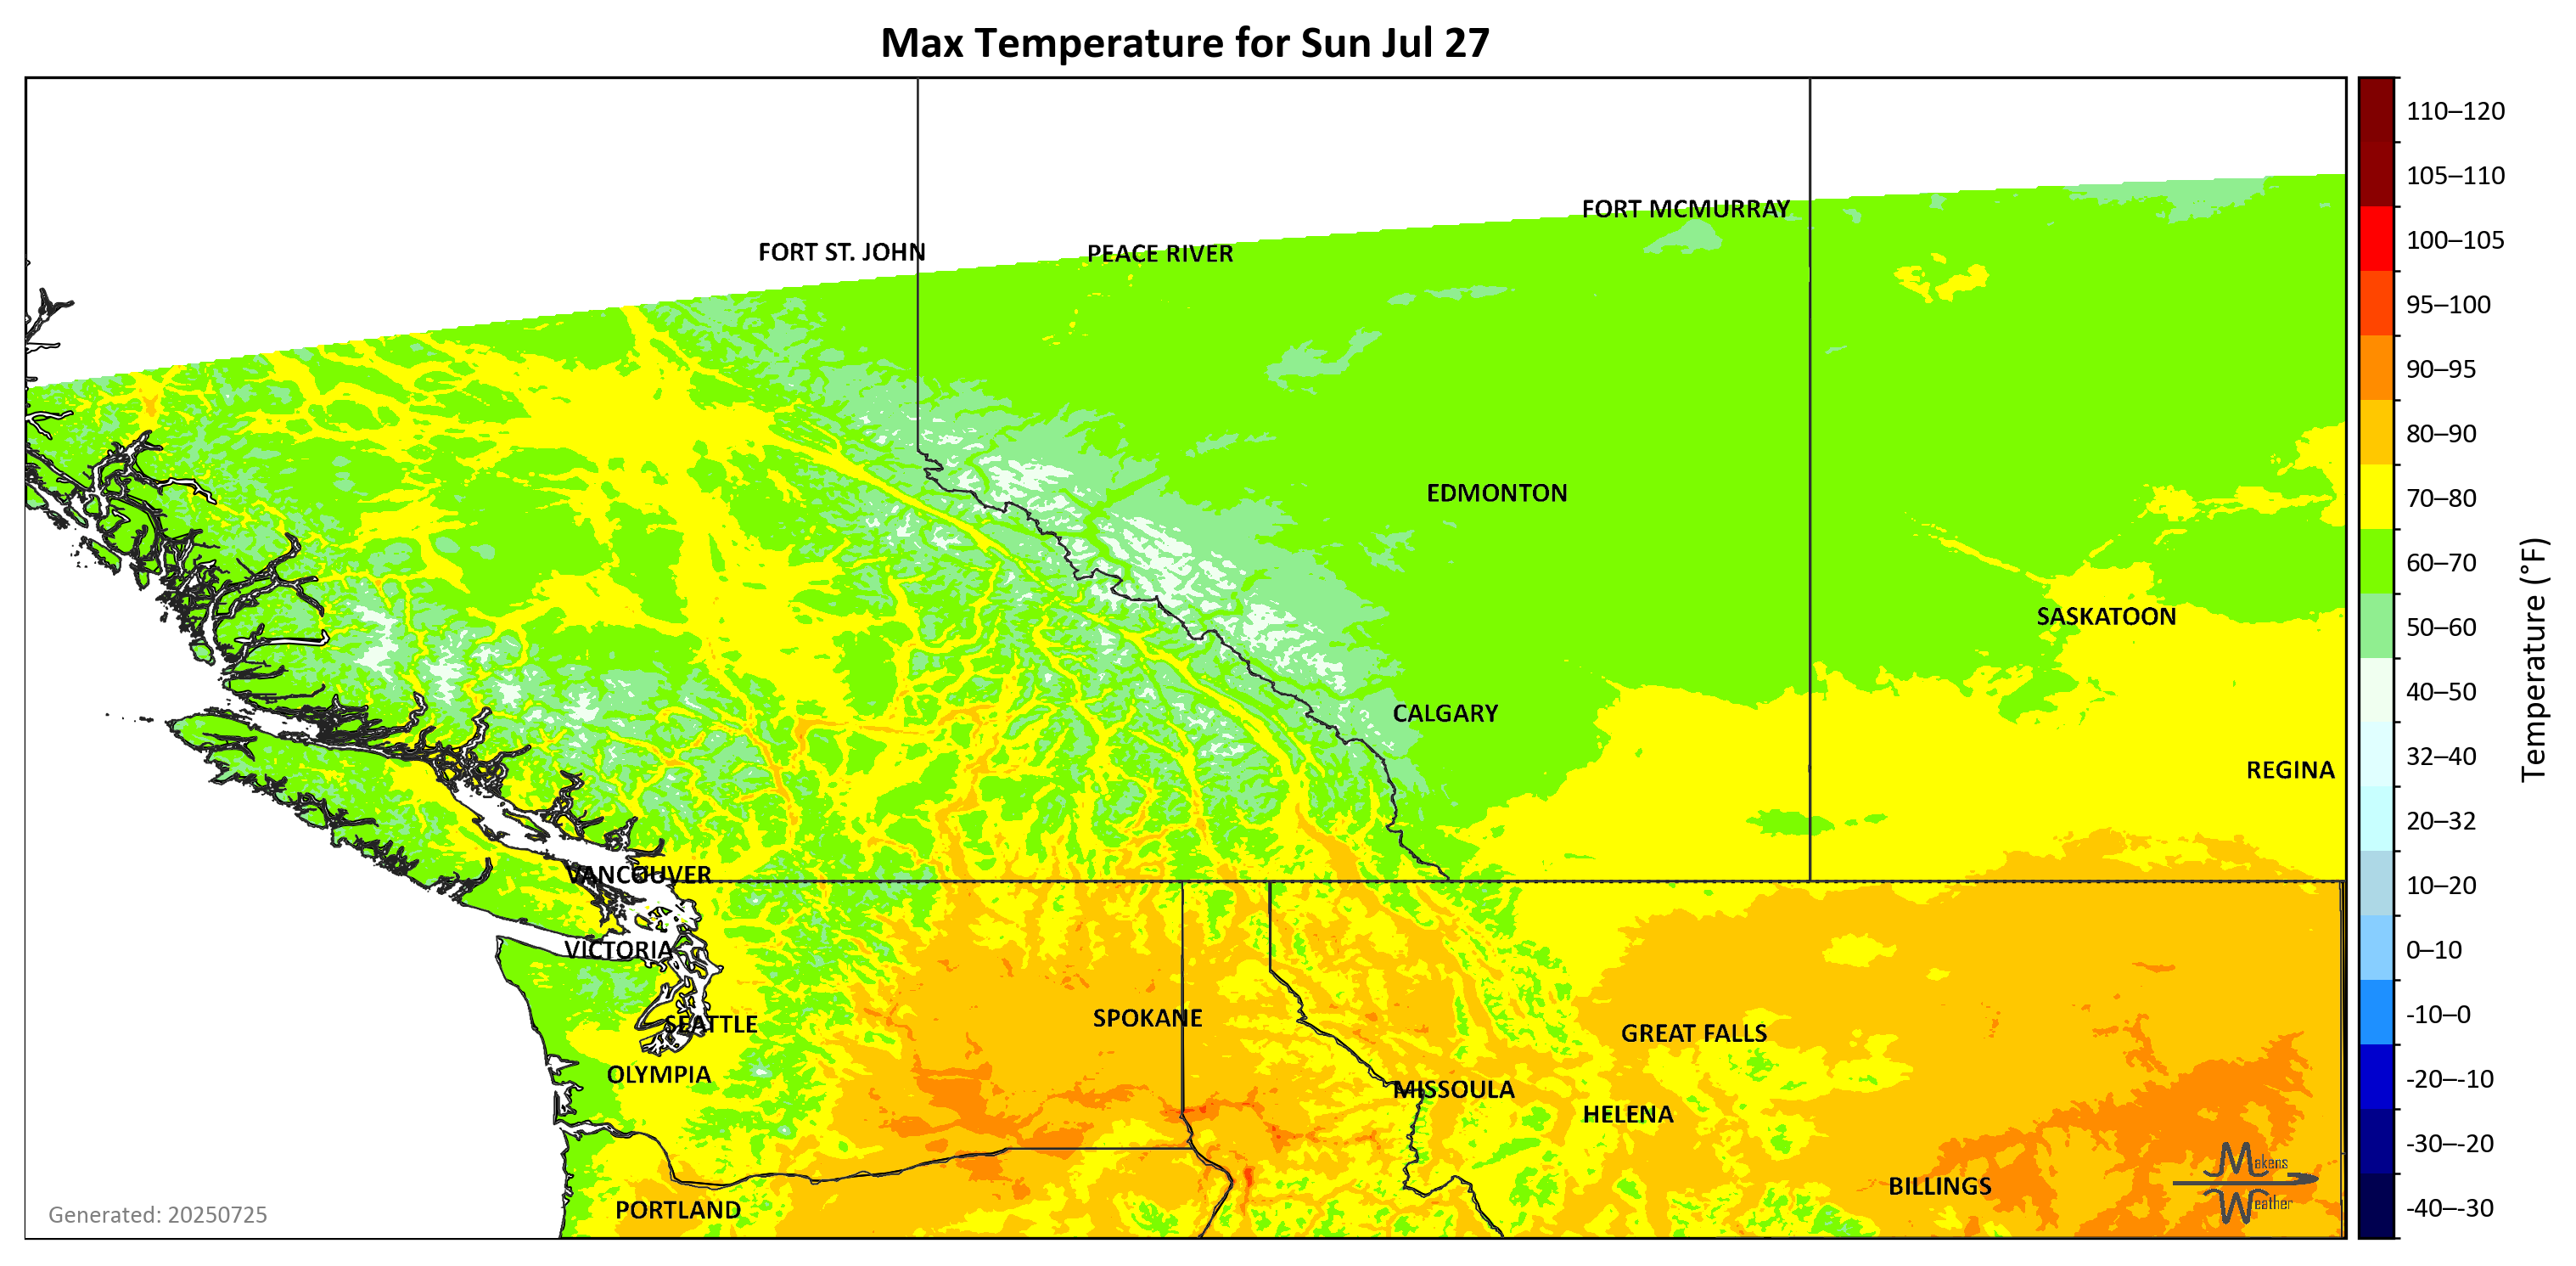 Max Temperature for Sun Jul 27
FORT MCMURRAY
FORT ST. JOHN
PEACE RIVER
EDMONTON
SASKATOON
CALGARY
REGINA
VANCOUVER
VICTORIA
SEATTLE
SPOKANE
GREAT FALLS
OLYMPIA
MISSOULA
HELENA
BILLINGS
PORTLAND
Makens
Weather
Generated: 20250725
110–120
105–110
100–105
95–100
90–95
80–90
70–80
60–70
50–60
40–50
32–40
20–32
10–20
0–10
-10–0
-20–-10
-30–-20
-40–-30
Temperature (°F)